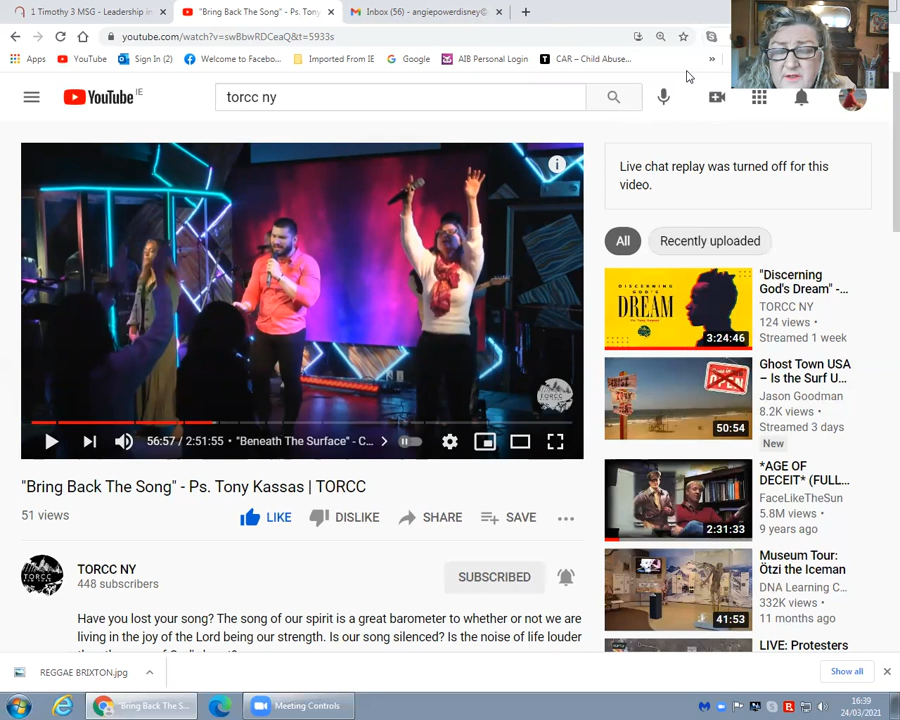 1 Timothy 3 MSG - Leadership in
"Bring Back The Song" - Ps. Tony
Inbox (56) - angiepowerdisney@
youtube.com/watch?v=swBbwRDCeaQ&t=5933s
Apps
YouTube
Sign In (2)
Welcome to Facebo...
Imported From IE
Google
AIB Personal Login
CAR – Child Abuse...
»
YouTube IE
torcc ny
Live chat replay was turned off for this
video.
All
Recently uploaded
DISCERNING
GOD'S
DREAM
3:24:46
"Discerning
God's Dream" -...
TORCC NY
124 views •
Streamed 1 week
50:54
Ghost Town USA
– Is the Surf U...
Jason Goodman
8.2K views •
Streamed 3 days
New
2:31:33
*AGE OF
DECEIT* (FULL...
FaceLikeTheSun
5.8M views •
9 years ago
41:53
Museum Tour:
Ötzi the Iceman
DNA Learning C...
332K views •
11 months ago
LIVE: Protesters
TORCC
56:57 / 2:51:55 • "Beneath The Surface" - C...
"Bring Back The Song" - Ps. Tony Kassas | TORCC
51 views
LIKE
DISLIKE
SHARE
SAVE
TORCC
TORCC NY
448 subscribers
SUBSCRIBED
Have you lost your song? The song of our spirit is a great barometer to whether or not we are
living in the joy of the Lord being our strength. Is our song silenced? Is the noise of life louder
REGGAE BRIXTON.jpg
Show all
"Bring Back The S...
Meeting Controls
16:39
24/03/2021